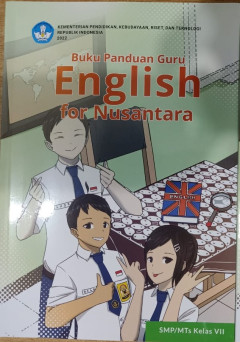 KEMENTERIAN PENDIDIKAN, KEBUDAYAAN, RISET, DAN TEKNOLOGI
REPUBLIK INDONESIA
2022
Buku Panduan Guru
English
for Nusantara
ENGLISH
SMP/MTs Kelas VII